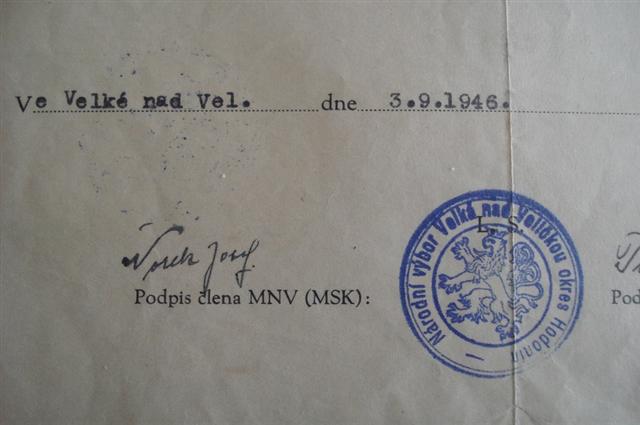 Ve Velké nad Vel. dne 3.9.1946.
L. S.
Národní výbor Velká nad Veličkou okres Hodonín
Josef
Podpis člena MNV (MSK):
Pod